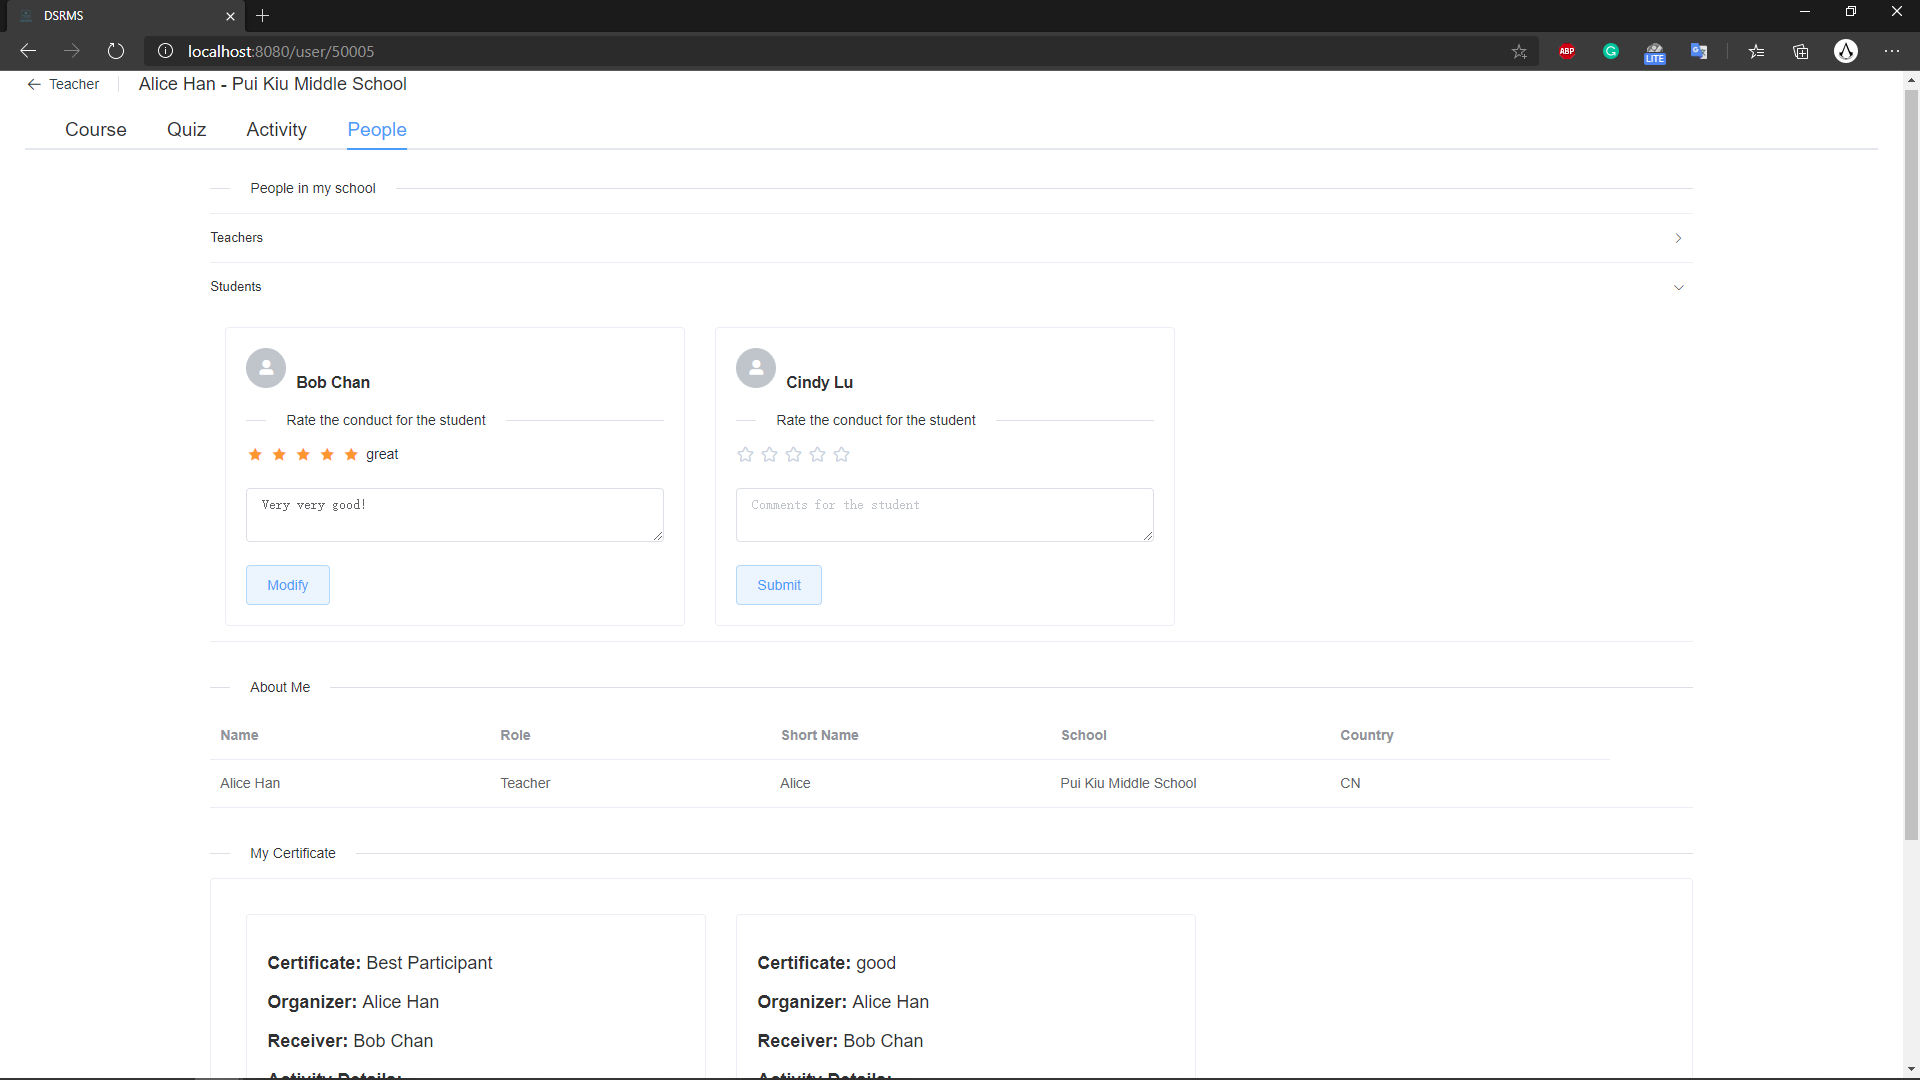 DSRMS
localhost:8080/user/50005
ABP
G
LITE
Teacher
Alice Han - Pui Kiu Middle School
Course Quiz Activity People
People in my school
Teachers
Students
Bob Chan
Rate the conduct for the student
great
Very very good!
Modify
Cindy Lu
Rate the conduct for the student
Comments for the student
Submit
About Me
Name Role Short Name School Country
Alice Han Teacher Alice Pui Kiu Middle School CN
My Certificate
Certificate: Best Participant
Organizer: Alice Han
Receiver: Bob Chan
Activity Details:
Certificate: good
Organizer: Alice Han
Receiver: Bob Chan
Activity Details: